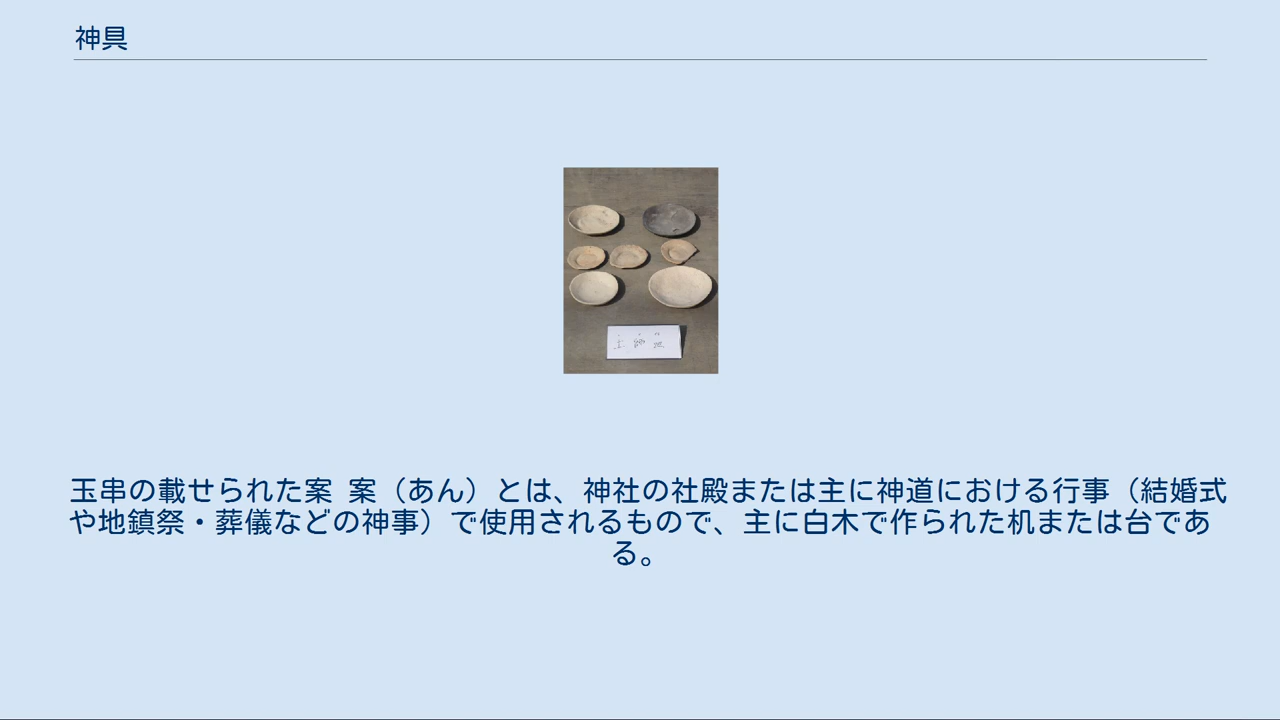 神具
玉串の載せられた案 案（あん）とは、神社の社殿または主に神道における行事（結婚式
や地鎮祭・葬儀などの神事）で使用されるもので、主に白木で作られた机または台であ
る。